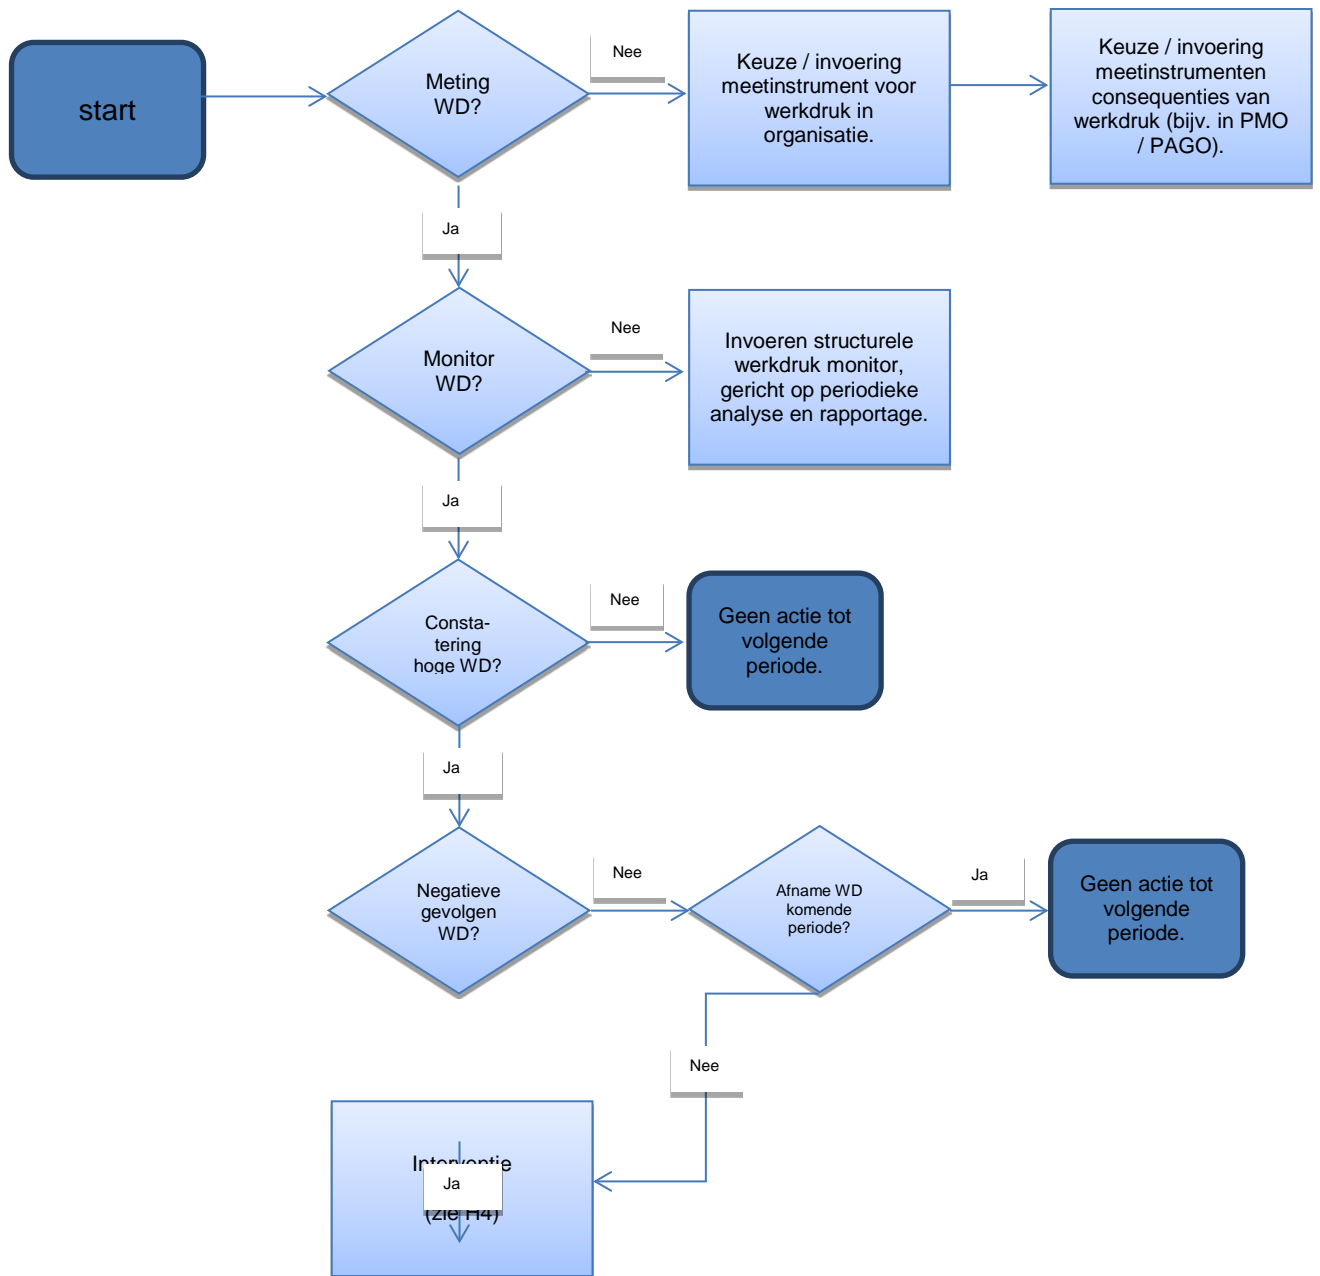 start
Meting
WD?
Nee
Keuze / invoering
meetinstrument voor
werkdruk in
organisatie.
Keuze / invoering
meetinstrumenten
consequenties van
werkdruk (bijv. in PMO
/ PAGO).
Ja
Monitor
WD?
Nee
Invoeren structurele
werkdruk monitor,
gericht op periodieke
analyse en rapportage.
Ja
Consta-
tering
hoge WD?
Nee
Geen actie tot
volgende
periode.
Ja
Negatieve
gevolgen
WD?
Nee
Afname WD
komende
periode?
Ja
Geen actie tot
volgende
periode.
Nee
Interventie
Ja
(zie H4)